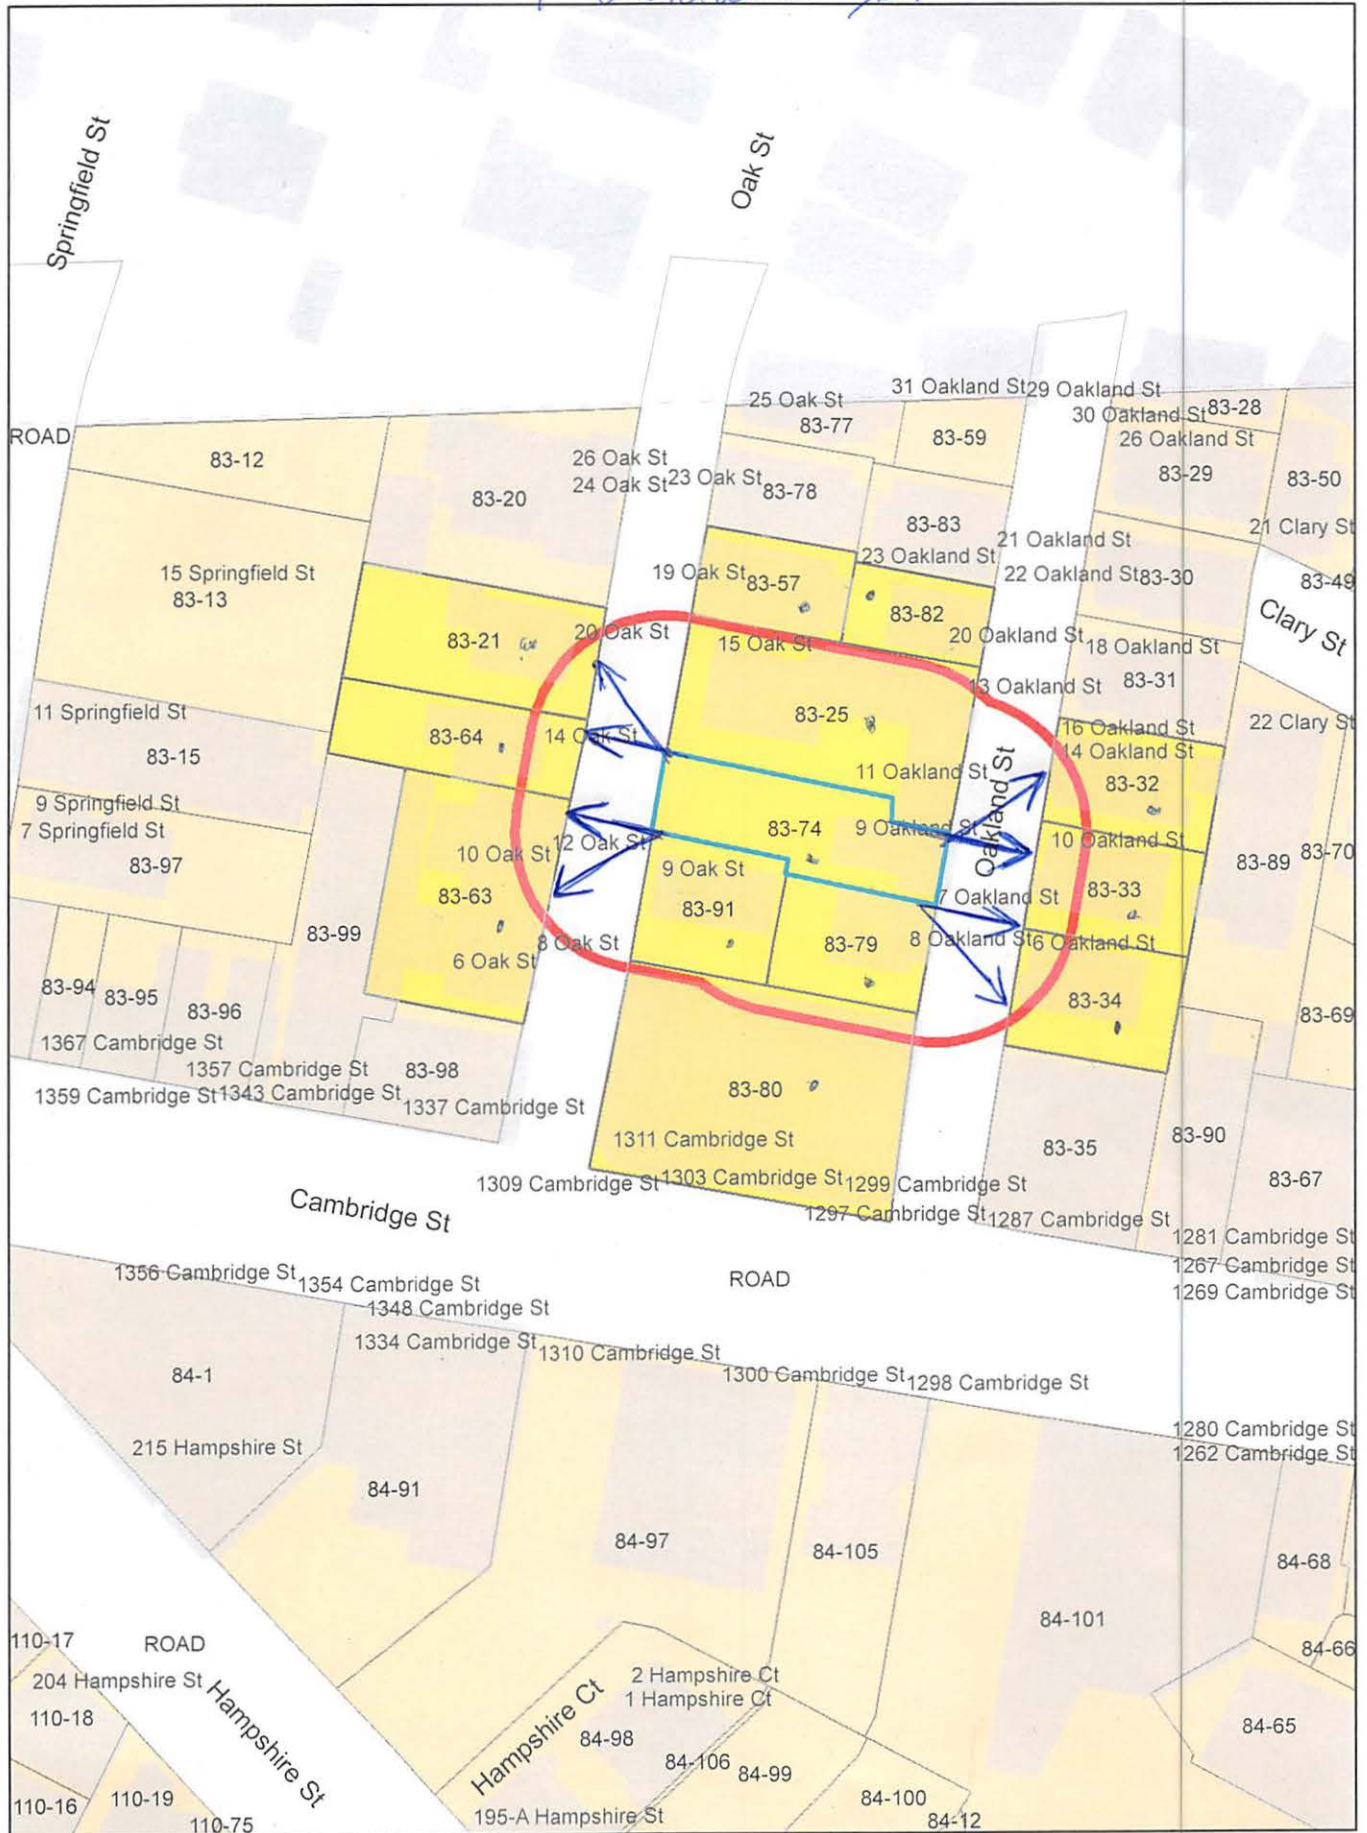 Springfield St
Oak St
31 Oakland St
29 Oakland St
25 Oak St
83-77
83-59
30 Oakland St
83-28
26 Oakland St
ROAD
83-12
26 Oak St
24 Oak St
23 Oak St
83-78
83-20
83-29
83-50
83-83
21 Clary St
21 Oakland St
23 Oakland St
15 Springfield St
83-13
19 Oak St
83-57
22 Oakland St
83-30
83-49
83-82
Clary St
20 Oak St
83-21
15 Oak St
20 Oakland St
18 Oakland St
83-31
13 Oakland St
11 Springfield St
83-15
83-64
14 Oak St
83-25
16 Oakland St
22 Clary St
14 Oakland St
83-32
11 Oakland St
Oakland St
9 Springfield St
7 Springfield St
83-97
83-74
9 Oakland St
10 Oakland St
12 Oak St
10 Oak St
9 Oak St
83-63
83-91
83-89
83-70
83-33
7 Oakland St
8 Oakland St
6 Oakland St
83-99
8 Oak St
6 Oak St
83-79
83-94
83-95
83-96
83-34
83-69
1367 Cambridge St
1357 Cambridge St
83-98
1359 Cambridge St
1343 Cambridge St
1337 Cambridge St
83-80
1311 Cambridge St
83-35
83-90
83-67
1309 Cambridge St
1303 Cambridge St
1299 Cambridge St
1297 Cambridge St
1287 Cambridge St
Cambridge St
1281 Cambridge St
1267 Cambridge St
1269 Cambridge St
ROAD
1356 Cambridge St
1354 Cambridge St
1348 Cambridge St
1334 Cambridge St
1310 Cambridge St
1300 Cambridge St
1298 Cambridge St
84-1
1280 Cambridge St
1262 Cambridge St
215 Hampshire St
84-91
84-97
84-105
84-68
84-101
110-17
ROAD
84-66
204 Hampshire St
110-18
Hampshire St
2 Hampshire Ct
1 Hampshire Ct
Hampshire Ct
84-98
84-106
84-99
84-65
110-16
110-19
110-75
195-A Hampshire St
84-100
84-12